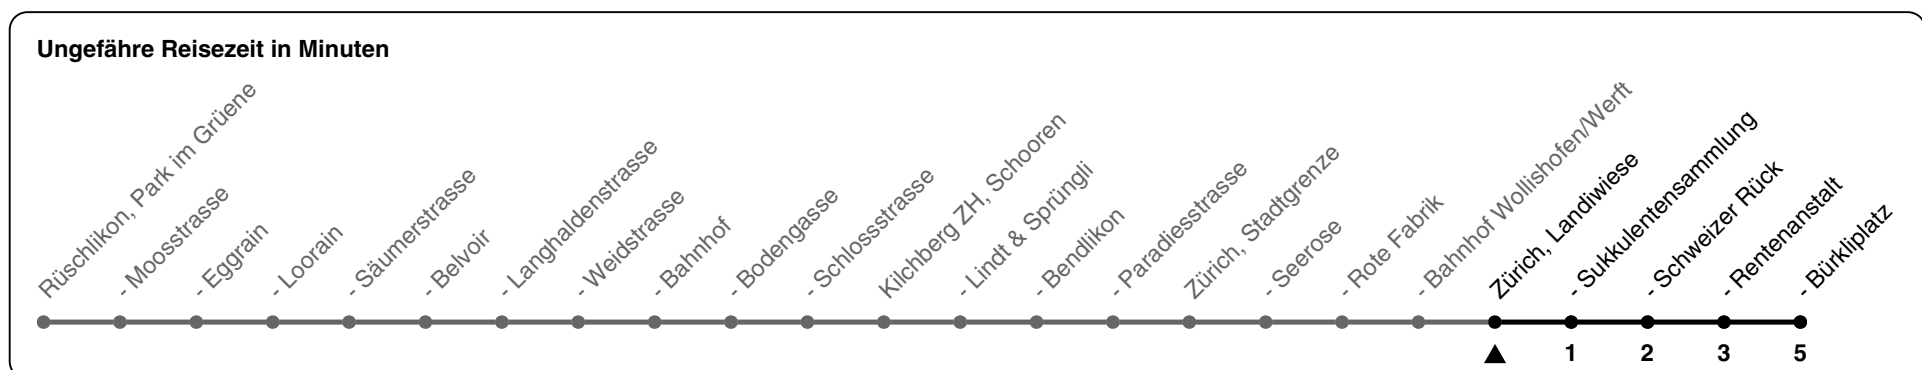 Ungefähre Reisezeit in Minuten
Rüschlikon, Park im Grüene
- Moosstrasse
- Eggrain
- Loorain
- Säumerstrasse
- Belvoir
- Langhaldenstrasse
- Weidstrasse
- Bahnhof
- Bodengasse
- Schlossstrasse
Kilchberg ZH, Schooren
- Lindt & Sprüngli
- Bendlikon
- Paradiesstrasse
Zürich, Stadtgrenze
- Seerose
- Rote Fabrik
- Bahnhof Wollishofen/Werft
Zürich, Landiwiese
- Sukkulentensammlung
- Schweizer Rück
- Rentenanstalt
- Bürkliplatz
1 2 3 5